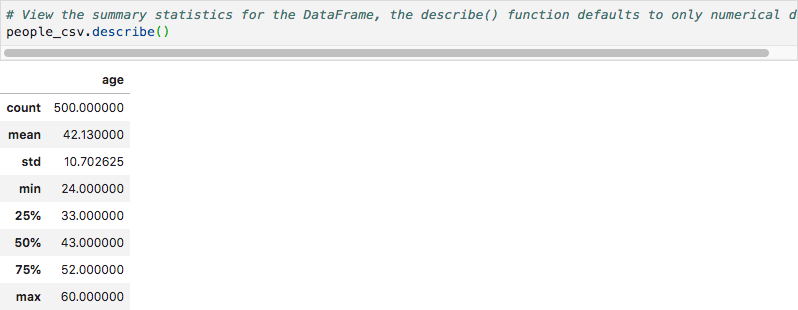 # View the summary statistics for the DataFrame, the describe() function defaults to only numerical d
people_csv.describe()
age
count 500.000000
mean 42.130000
std 10.702625
min 24.000000
25% 33.000000
50% 43.000000
75% 52.000000
max 60.000000